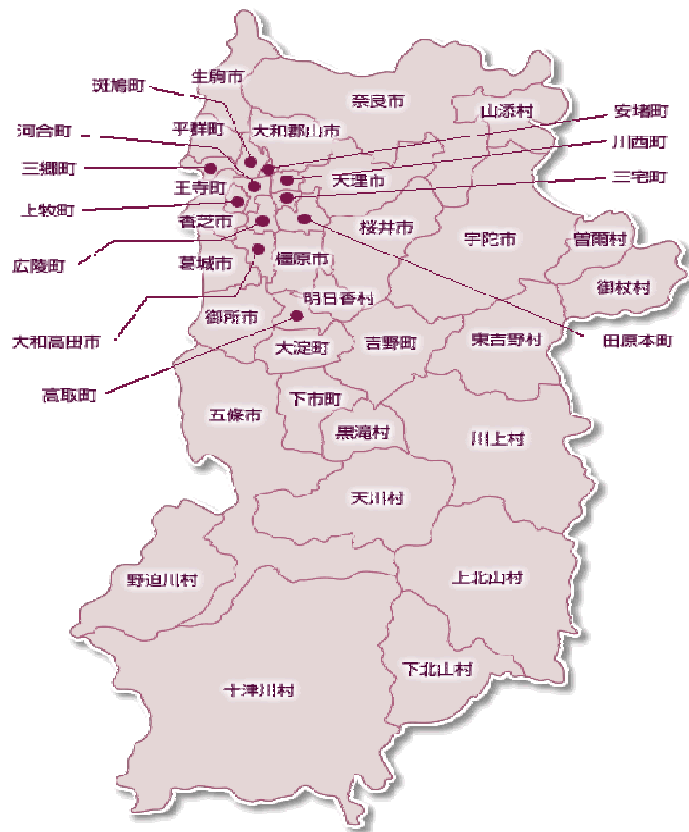 生駒市
斑鳩町
奈良市
山添村
安堵町
河合町
平群町
大和郡山市
川西町
三郷町
王寺町
天理市
三宅町
上牧町
香芝市
桜井市
宇陀市
曽爾村
広陵町
葛城市
橿原市
御杖村
御所市
明日香村
大和高田市
大淀町
吉野町
東吉野村
田原本町
高取町
五條市
下市町
黒滝村
川上村
天川村
野迫川村
上北山村
下北山村
十津川村